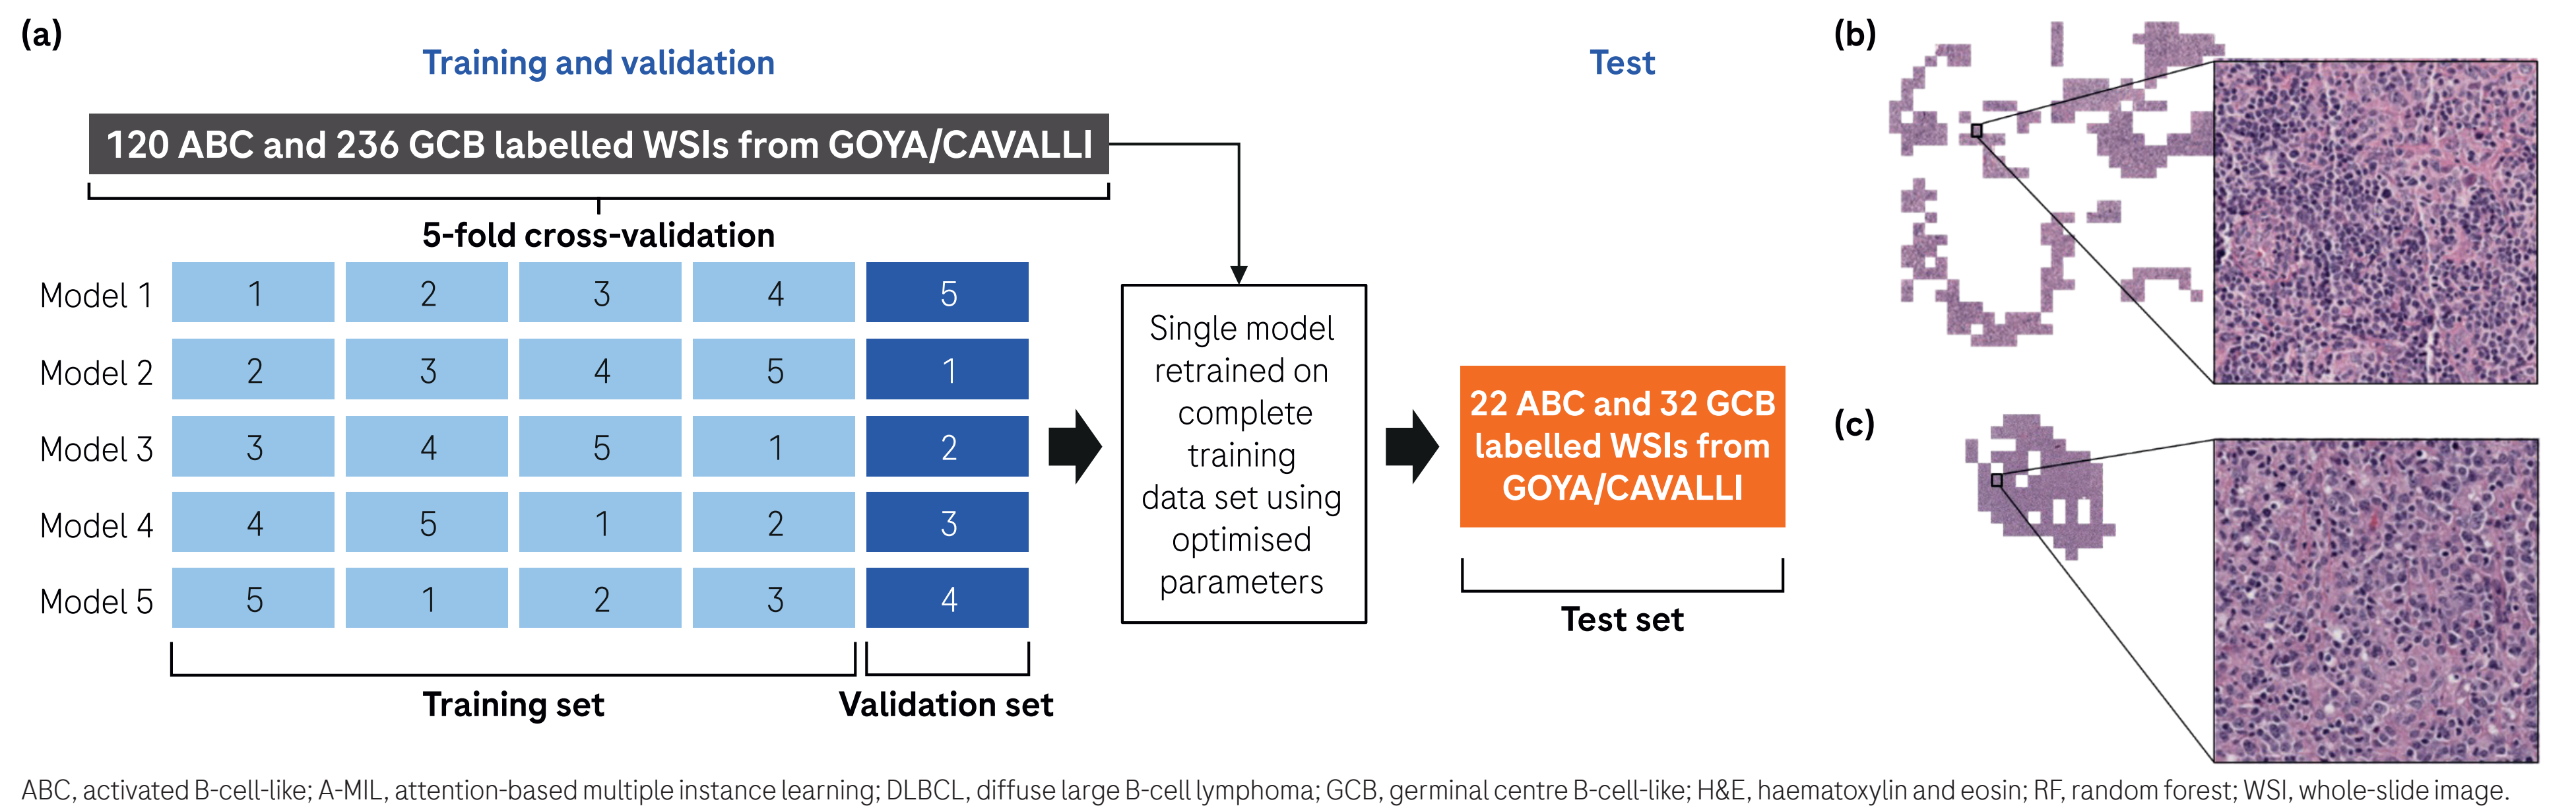 (a)
Training and validation
Test
120 ABC and 236 GCB labelled WSIs from GOYA/CAVALLI
5-fold cross-validation
Model 1 1 2 3 4 5
Model 2 2 3 4 5 1
Model 3 3 4 5 1 2
Model 4 4 5 1 2 3
Model 5 5 1 2 3 4
Training set
Validation set
Single model
retrained on
complete
training
data set using
optimised
parameters
22 ABC and 32 GCB
labelled WSIs from
GOYA/CAVALLI
Test set
(b)
(c)
ABC, activated B-cell-like; A-MIL, attention-based multiple instance learning; DLBCL, diffuse large B-cell lymphoma; GCB, germinal centre B-cell-like; H&E, haematoxylin and eosin; RF, random forest; WSI, whole-slide image.